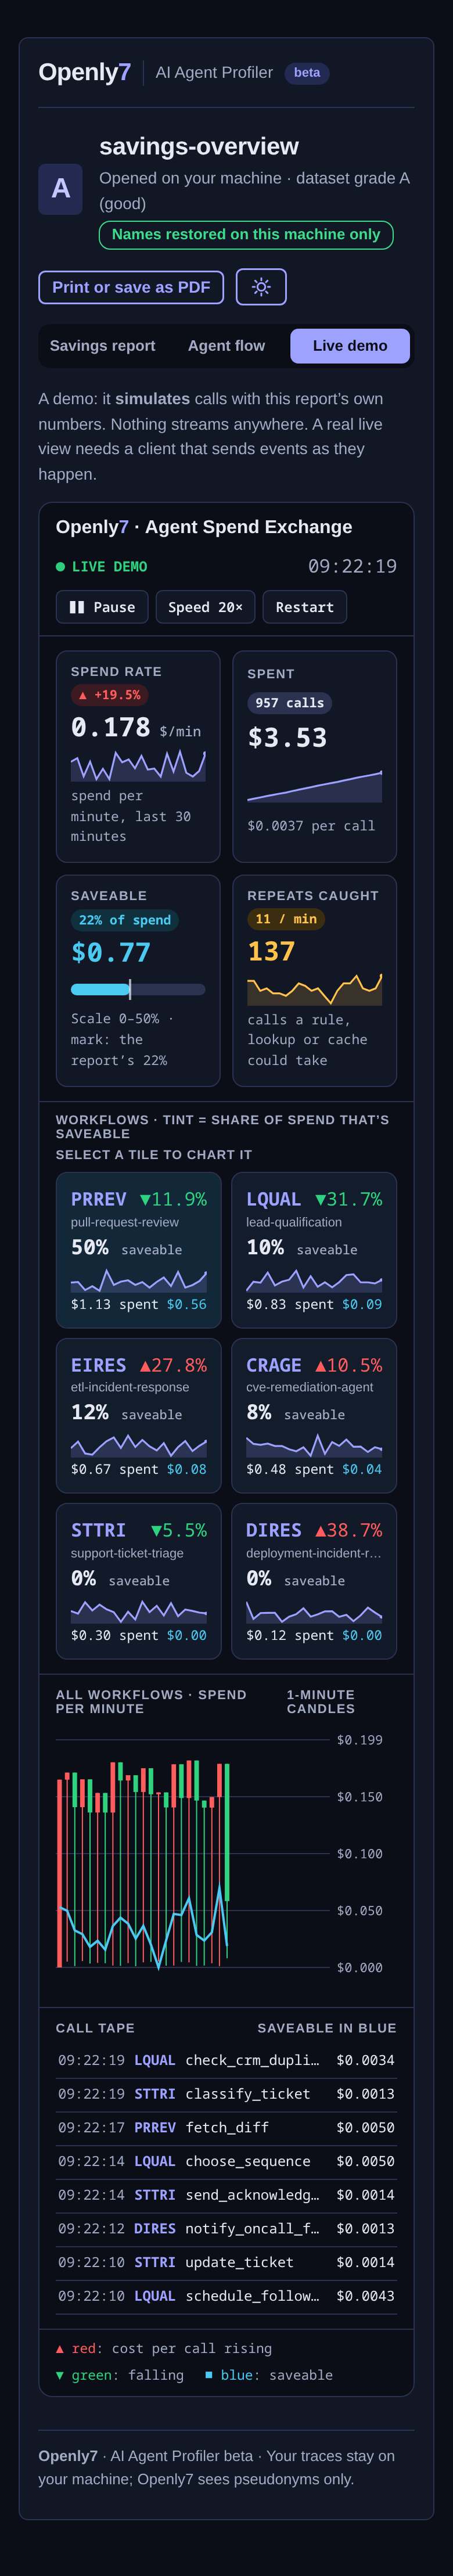 Openly7 AI Agent Profiler beta
A
savings-overview
Opened on your machine · dataset grade A
(good)
Names restored on this machine only
Print or save as PDF
Savings report Agent flow Live demo
A demo: it simulates calls with this report’s own
numbers. Nothing streams anywhere. A real live
view needs a client that sends events as they
happen.
Openly7 · Agent Spend Exchange
LIVE DEMO 09:22:19
Pause Speed 20× Restart
SPEND RATE
▲ +19.5%
0.178 $/min
spend per
minute, last 30
minutes
SPENT
957 calls
$3.53
$0.0037 per call
SAVEABLE
22% of spend
$0.77
Scale 0–50% ·
mark: the
report’s 22%
REPEATS CAUGHT
11 / min
137
calls a rule,
lookup or cache
could take
WORKFLOWS · TINT = SHARE OF SPEND THAT’S
SAVEABLE
SELECT A TILE TO CHART IT
PRREV ▼11.9%
pull-request-review
50% saveable
$1.13 spent $0.56
LQUAL ▼31.7%
lead-qualification
10% saveable
$0.83 spent $0.09
EIRES ▲27.8%
etl-incident-response
12% saveable
$0.67 spent $0.08
CRAGE ▲10.5%
cve-remediation-agent
8% saveable
$0.48 spent $0.04
STTRI ▼5.5%
support-ticket-triage
0% saveable
$0.30 spent $0.00
DIRES ▲38.7%
deployment-incident-r…
0% saveable
$0.12 spent $0.00
ALL WORKFLOWS · SPEND
PER MINUTE
1-MINUTE
CANDLES
$0.199
$0.150
$0.100
$0.050
$0.000
CALL TAPE SAVEABLE IN BLUE
09:22:19 LQUAL check_crm_dupli… $0.0034
09:22:19 STTRI classify_ticket $0.0013
09:22:17 PRREV fetch_diff $0.0050
09:22:14 LQUAL choose_sequence $0.0050
09:22:14 STTRI send_acknowledg… $0.0014
09:22:12 DIRES notify_oncall_f… $0.0013
09:22:10 STTRI update_ticket $0.0014
09:22:10 LQUAL schedule_follow… $0.0043
▲ red: cost per call rising
▼ green: falling ■ blue: saveable
Openly7 · AI Agent Profiler beta · Your traces stay on
your machine; Openly7 sees pseudonyms only.